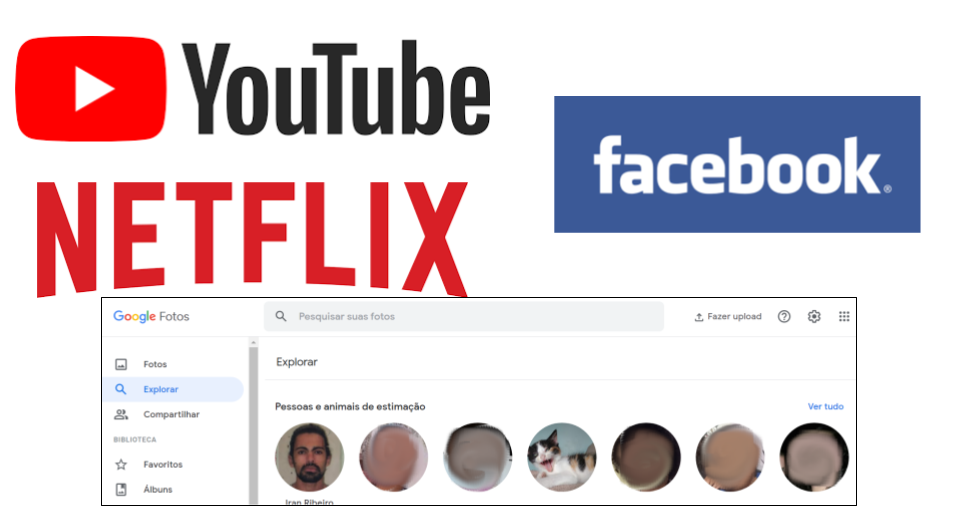 YouTube
facebook®
NETFLIX
Google Fotos
Pesquisar suas fotos
Fazer upload
Fotos
Explorar
Explorar
Compartilhar
Pessoas e animais de estimação
Ver tudo
BIBLIOTECA
Favoritos
Álbuns
Iran Ribeiro